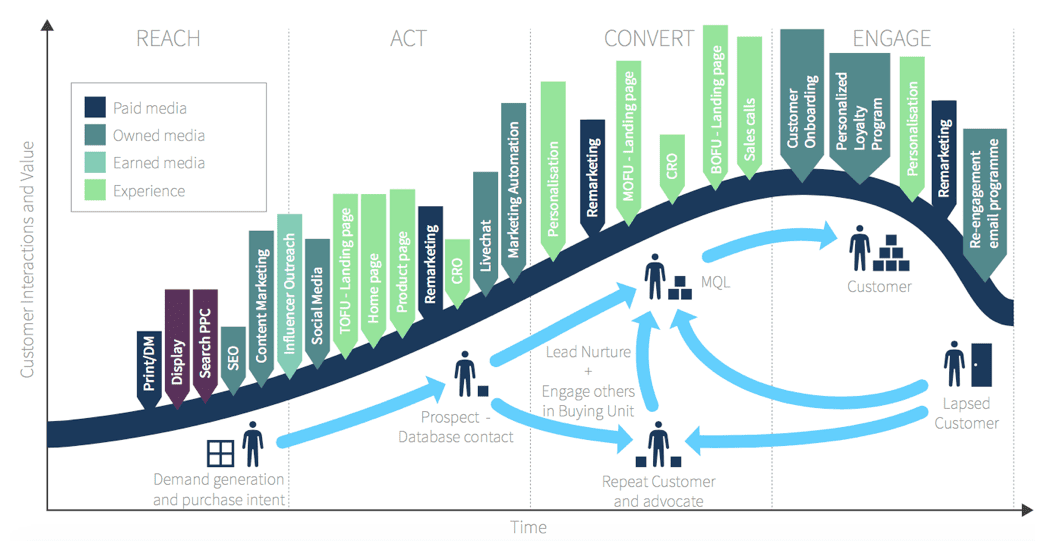 REACH
ACT
CONVERT
ENGAGE
Paid media
Owned media
Earned media
Experience
Customer Interactions and Value
Print/DM
Display
Search PPC
SEO
Content Marketing
Influencer Outreach
Social Media
TOFU - Landing page
Home page
Product page
Remarketing
CRO
Livechat
Marketing Automation
Personalisation
Remarketing
MOFU - Landing page
CRO
BOFU - Landing page
Sales calls
Customer
Onboarding
Personalized
Loyalty
Program
Personalisation
Remarketing
Re-engagement
email programme
MQL
Customer
Lead Nurture
+
Engage others
in Buying Unit
Prospect -
Database contact
Lapsed
Customer
Demand generation
and purchase intent
Repeat Customer
and advocate
Time